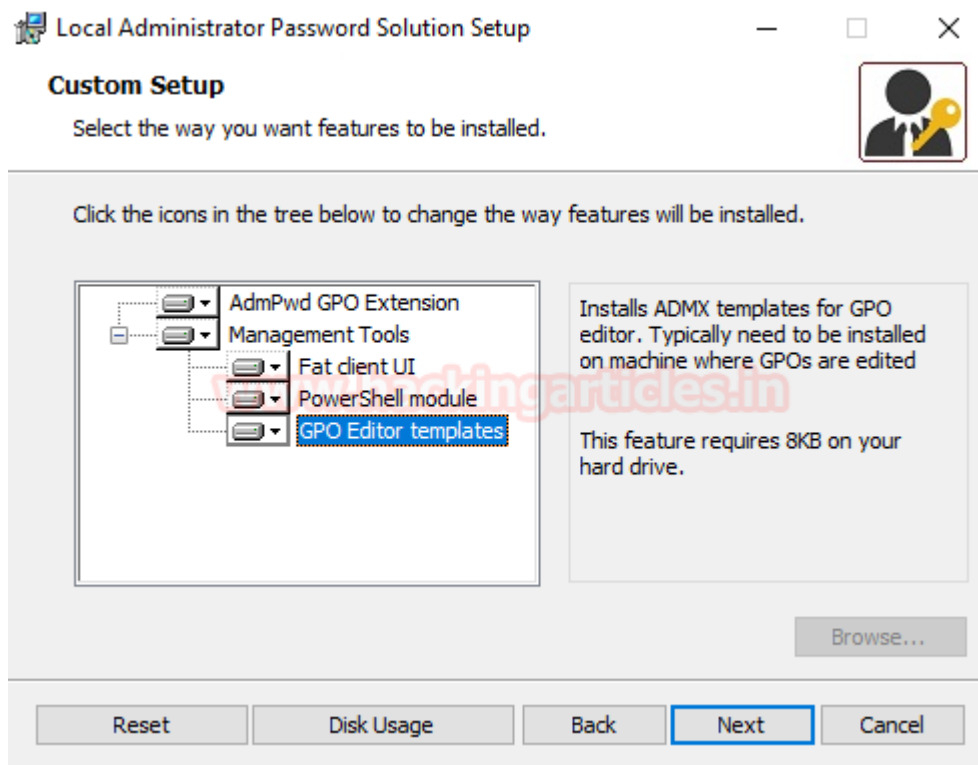 Local Administrator Password Solution Setup
Custom Setup
Select the way you want features to be installed.
Click the icons in the tree below to change the way features will be installed.
AdmPwd GPO Extension
Management Tools
Fat client UI
PowerShell module
GPO Editor templates
Installs ADMX templates for GPO
editor. Typically need to be installed
on machine where GPOs are edited
This feature requires 8KB on your
hard drive.
www.hackingarticles.in
Browse...
Reset
Disk Usage
Back
Next
Cancel